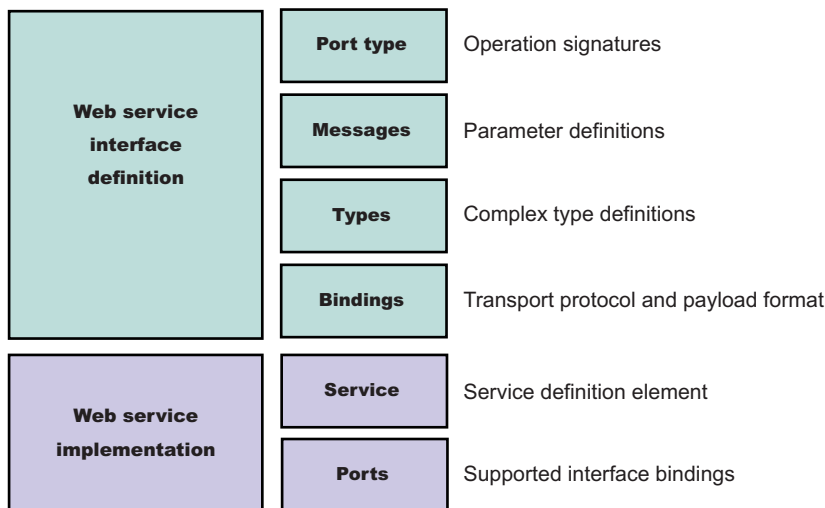 Web service
interface
definition
Port type
Operation signatures
Messages
Parameter definitions
Types
Complex type definitions
Bindings
Transport protocol and payload format
Web service
implementation
Service
Service definition element
Ports
Supported interface bindings